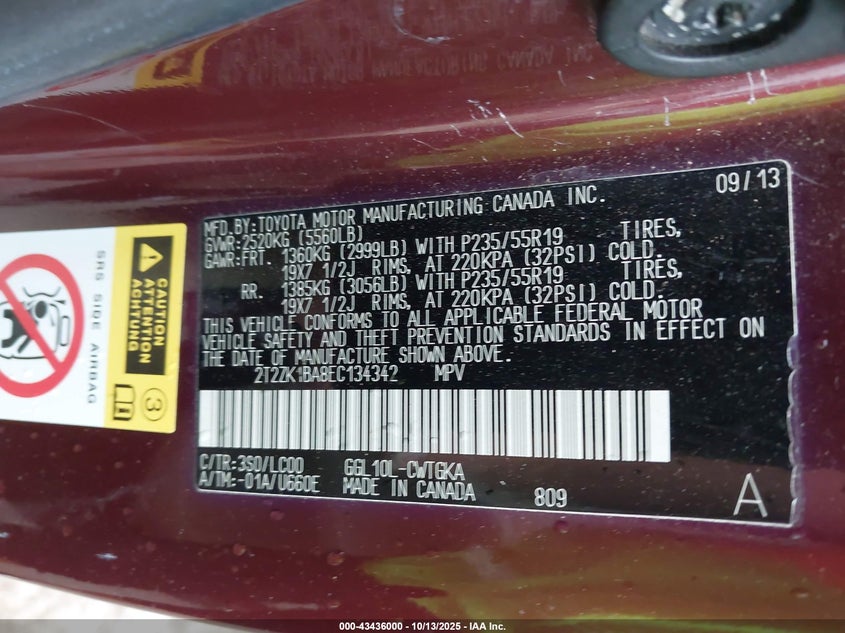 09/13
MFD.BY:TOYOTA MOTOR MANUFACTURING CANADA INC.
GVWR:2520KG (5560LB)
GAWR:FRT. 1360KG (2999LB) WITH P235/55R19 TIRES,
19X7 1/2J RIMS, AT 220KPA (32PSI) COLD.
RR. 1385KG (3056LB) WITH P235/55R19 TIRES,
19X7 1/2J RIMS, AT 220KPA (32PSI) COLD.
THIS VEHICLE CONFORMS TO ALL APPLICABLE FEDERAL MOTOR
VEHICLE SAFETY AND THEFT PREVENTION STANDARDS IN EFFECT ON
THE DATE OF MANUFACTURE SHOWN ABOVE.
2T2ZK1BA8EC134342 MPV
C/TR:3S0/LC00 GGL10L-CWTGKA
A/TM:-01A/U660E MADE IN CANADA 809 A
SRS SIDE AIRBAG
CAUTION
ATTENTION
ACHTUNG
3
000-43436000 - 10/13/2025 - IAA Inc.